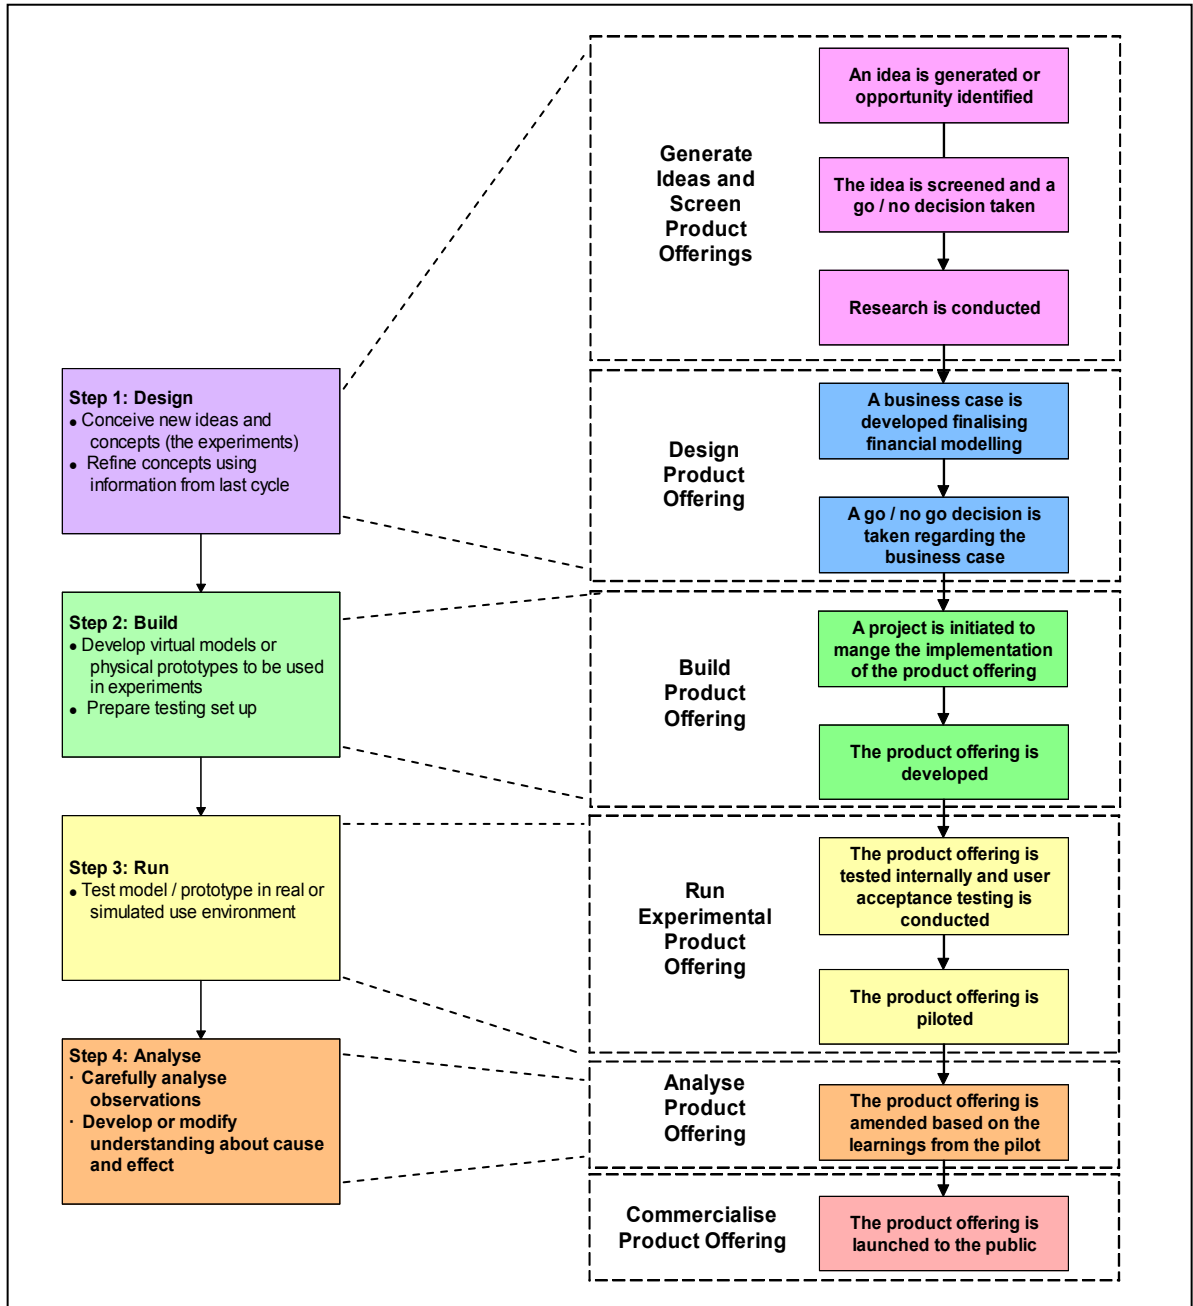 An idea is generated or
opportunity identified
Generate
Ideas and
Screen
Product
Offerings
The idea is screened and a
go / no decision taken
Research is conducted
Step 1: Design
• Conceive new ideas and
concepts (the experiments)
• Refine concepts using
information from last cycle
Design
Product
Offering
A business case is
developed finalising
financial modelling
A go / no go decision is
taken regarding the
business case
Step 2: Build
• Develop virtual models or
physical prototypes to be used
in experiments
• Prepare testing set up
Build
Product
Offering
A project is initiated to
mange the implementation
of the product offering
The product offering is
developed
Step 3: Run
• Test model / prototype in real or
simulated use environment
Run
Experimental
Product
Offering
The product offering is
tested internally and user
acceptance testing is
conducted
The product offering is
piloted
Step 4: Analyse
· Carefully analyse
observations
· Develop or modify
understanding about cause
and effect
Analyse
Product
Offering
The product offering is
amended based on the
learnings from the pilot
Commercialise
Product Offering
The product offering is
launched to the public